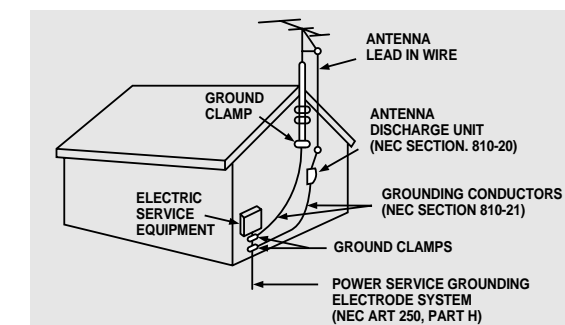 ANTENNA
LEAD IN WIRE
GROUND
CLAMP
ANTENNA
DISCHARGE UNIT
(NEC SECTION. 810-20)
ELECTRIC
SERVICE
EQUIPMENT
GROUNDING CONDUCTORS
(NEC SECTION 810-21)
GROUND CLAMPS
POWER SERVICE GROUNDING
ELECTRODE SYSTEM
(NEC ART 250, PART H)